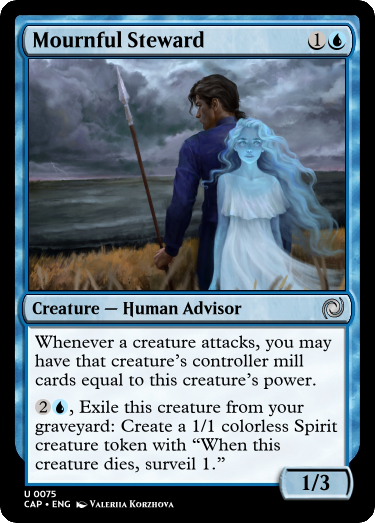 Mournful Steward 1
Creature — Human Advisor
Whenever a creature attacks, you may
have that creature's controller mill
cards equal to this creature's power.
2, Exile this creature from your
graveyard: Create a 1/1 colorless Spirit
creature token with “When this
creature dies, surveil 1.”
1/3
U 0075
CAP • ENG Valeriia Korzhova